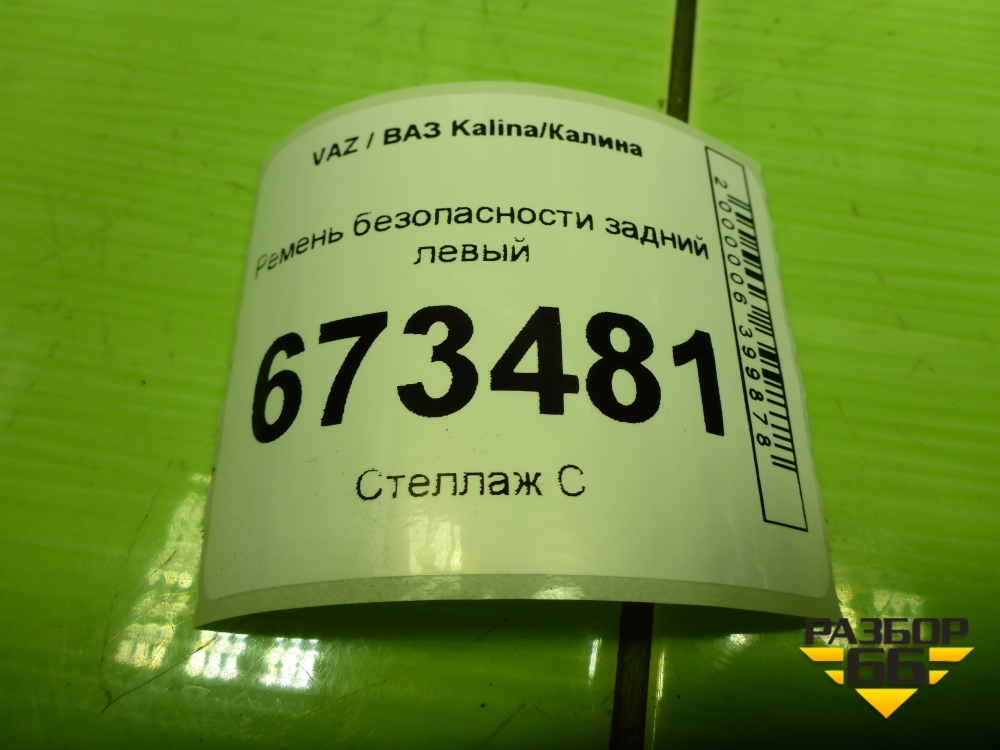 VAZ / ВАЗ Kalina/Калина
Ремень безопасности задний
левый
673481
Стеллаж С
2000006399878
РАЗБОР
66